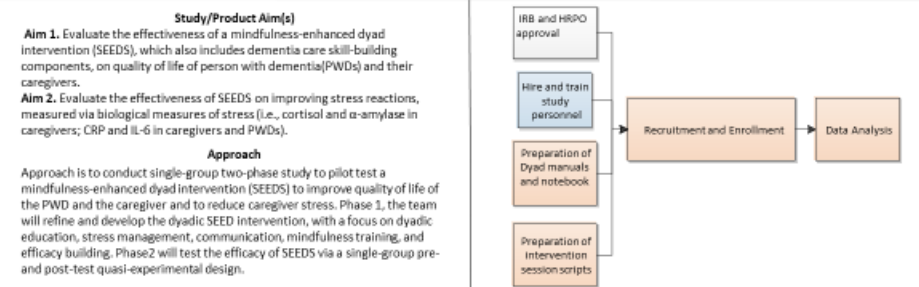 Study/Product Aim(s)
Aim 1. Evaluate the effectiveness of a mindfulness-enhanced dyad
intervention (SEEDS), which also includes dementia care skill-building
components, on quality of life of person with dementia(PWDs) and their
caregivers.
Aim 2. Evaluate the effectiveness of SEEDS on improving stress reactions,
measured via biological measures of stress (i.e., cortisol and α-amylase in
caregivers; CRP and IL-6 in caregivers and PWDs).
Approach
Approach is to conduct single-group two-phase study to pilot test a
mindfulness-enhanced dyad intervention (SEEDS) to improve quality of life of
the PWD and the caregiver and to reduce caregiver stress. Phase 1, the team
will refine and develop the dyadic SEED intervention, with a focus on dyadic
education, stress management, communication, mindfulness training, and
efficacy building. Phase2 will test the efficacy of SEEDS via a single-group pre-
and post-test quasi-experimental design.
IRB and HRPO
approval
Hire and train
study
personnel
Preparation of
Dyad manuals
and notebook
Preparation of
intervention
session scripts
Recruitment and Enrollment
Data Analysis